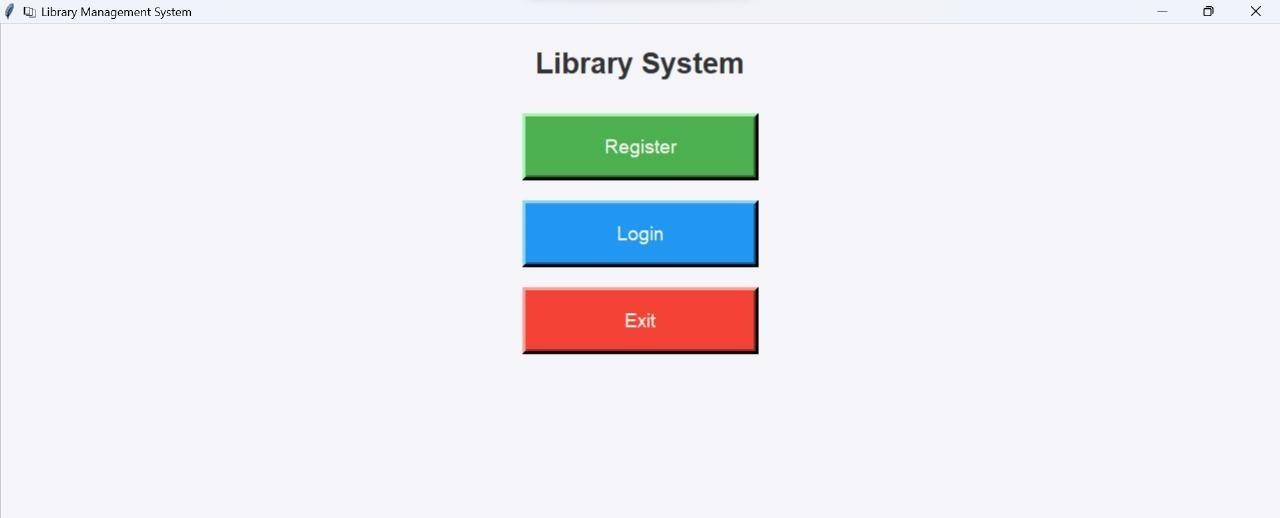 Library Management System
Library System
Register
Login
Exit